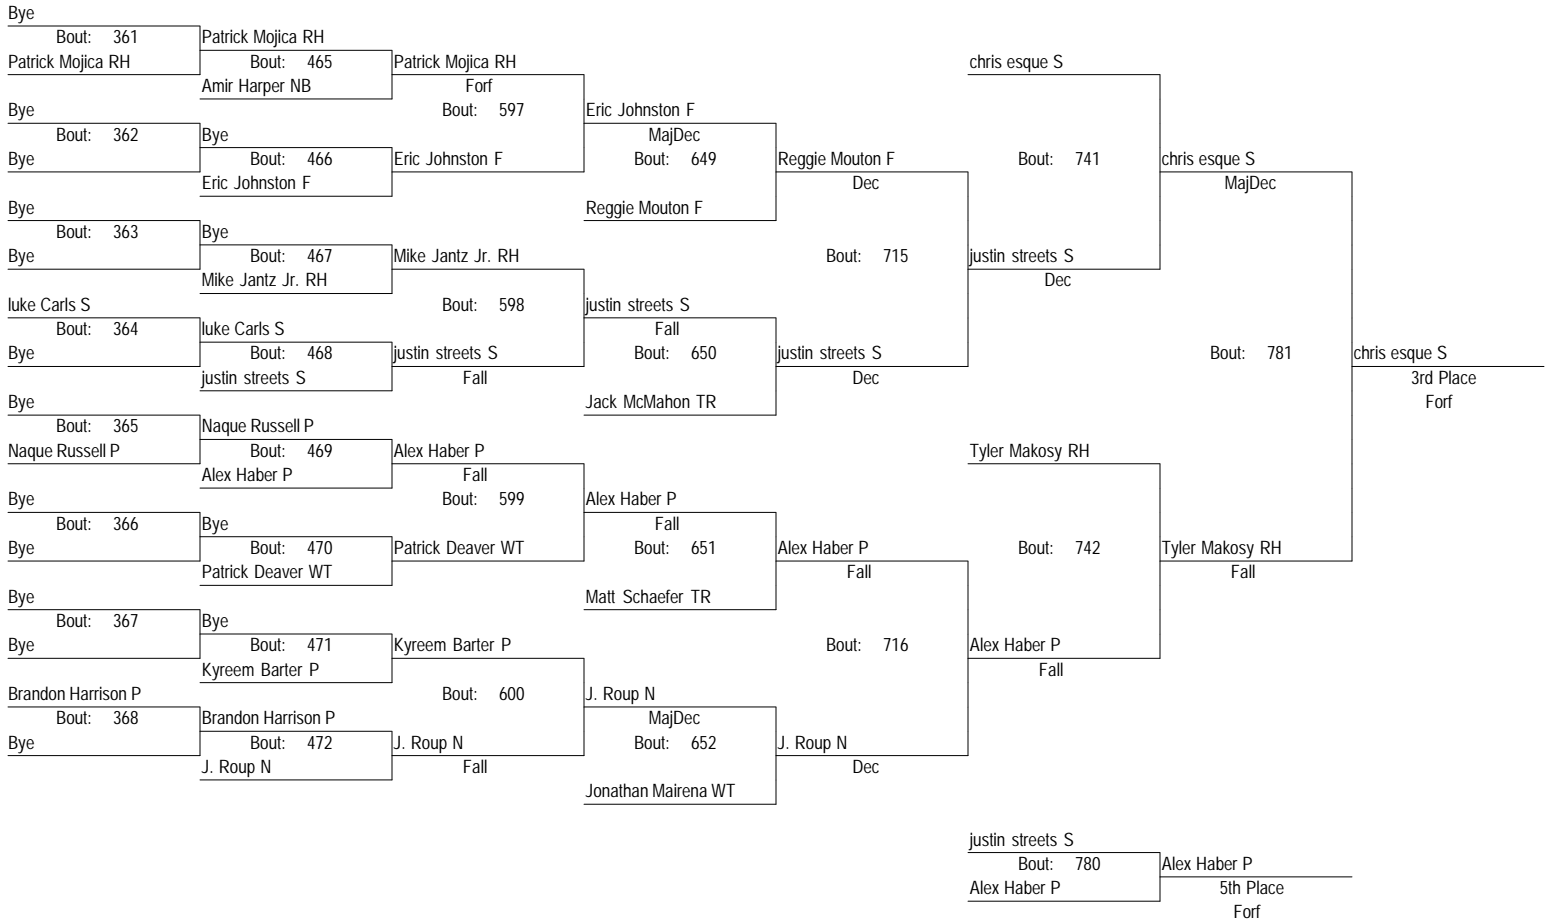 Bye
Bout: 361
Patrick Mojica RH
Bye
Bout: 362
Bye
Bye
Bout: 363
Bye
luke Carls S
Bout: 364
Bye
Bye
Bout: 365
Naque Russell P
Bye
Bout: 366
Bye
Bye
Bout: 367
Bye
Brandon Harrison P
Bout: 368
Bye
Patrick Mojica RH
Bout: 465
Amir Harper NB
Bye
Bout: 466
Eric Johnston F
Bye
Bout: 467
Mike Jantz Jr. RH
luke Carls S
Bout: 468
justin streets S
Naque Russell P
Bout: 469
Alex Haber P
Bye
Bout: 470
Patrick Deaver WT
Bye
Bout: 471
Kyreem Barter P
Brandon Harrison P
Bout: 472
J. Roup N
Patrick Mojica RH
Forf
Bout: 597
Eric Johnston F
Mike Jantz Jr. RH
Bout: 598
justin streets S
Fall
Alex Haber P
Fall
Bout: 599
Patrick Deaver WT
Kyreem Barter P
Bout: 600
J. Roup N
Fall
Eric Johnston F
MajDec
Bout: 649
Reggie Mouton F
justin streets S
Fall
Bout: 650
Jack McMahon TR
Alex Haber P
Fall
Bout: 651
Matt Schaefer TR
J. Roup N
MajDec
Bout: 652
Jonathan Mairena WT
Reggie Mouton F
Dec
Bout: 715
justin streets S
Dec
Alex Haber P
Fall
Bout: 716
J. Roup N
Dec
chris esque S
Bout: 741
justin streets S
Dec
Tyler Makosy RH
Bout: 742
Alex Haber P
Fall
chris esque S
MajDec
Bout: 781
Tyler Makosy RH
Fall
chris esque S
3rd Place
Forf
justin streets S
Bout: 780
Alex Haber P
Alex Haber P
5th Place
Forf